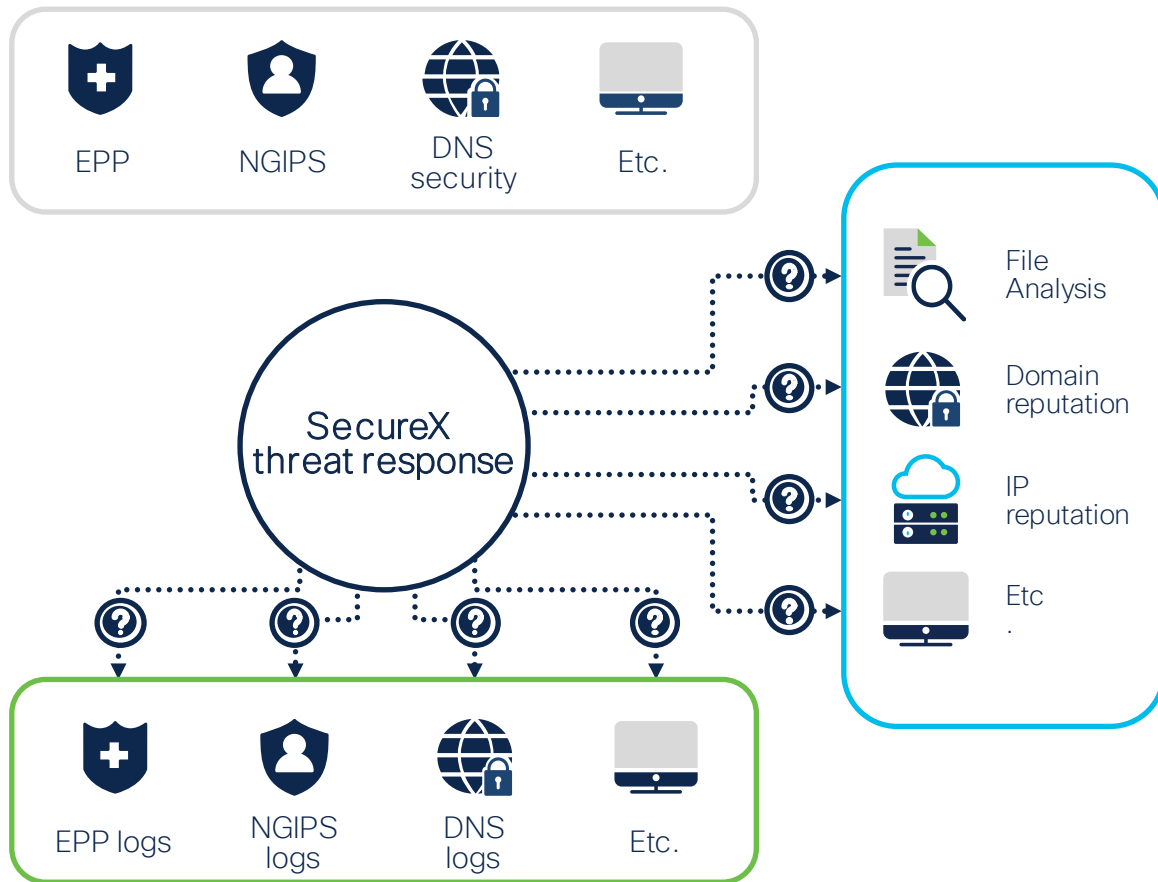 EPP
NGIPS
DNS
security
Etc.
File
Analysis
Domain
reputation
IP
reputation
Etc
.
SecureX
threat response
?
?
?
?
?
?
?
?
EPP logs
NGIPS
logs
DNS
logs
Etc.